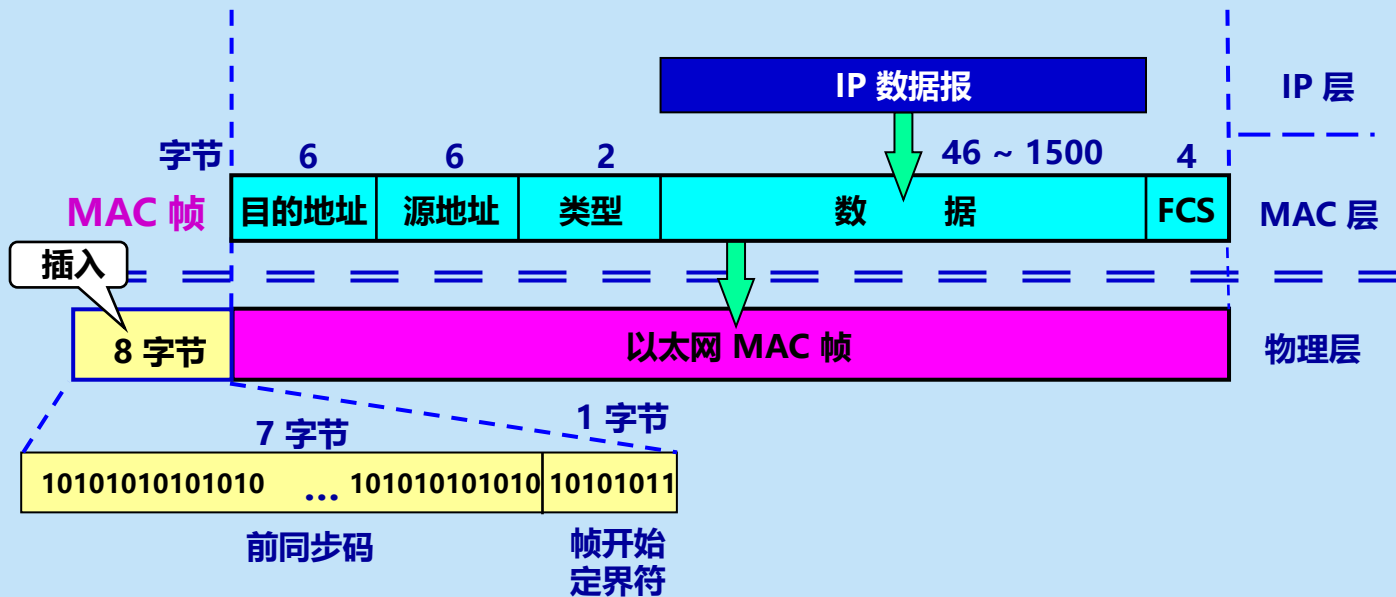 IP 数据报
IP 层
字节 6 6 2 46 ~ 1500 4
MAC 帧 目的地址 源地址 类型 数 据 FCS MAC 层
插入
8 字节 以太网 MAC 帧 物理层
7 字节 1 字节
10101010101010 … 101010101010 10101011
前同步码 帧开始
定界符